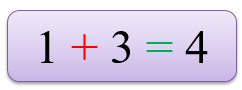 1 + 3 = 4